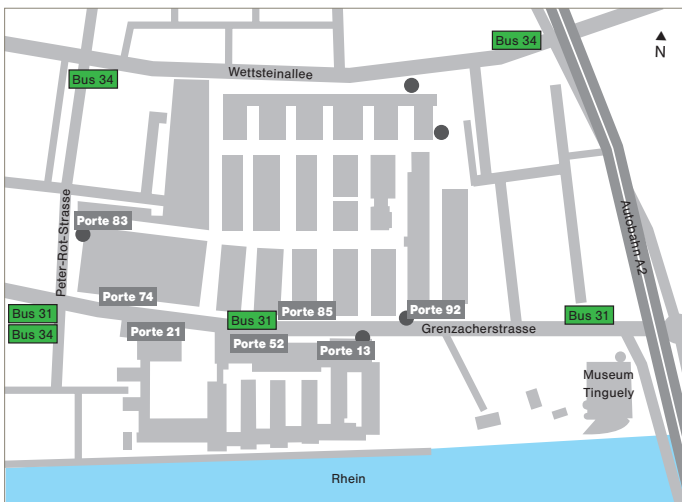 Bus 34
N
Wettsteinallee
Bus 34
Peter-Rot-Strasse
Porte 83
Autobahn A2
Porte 74
Porte 85
Porte 92
Bus 31
Bus 34
Bus 31
Bus 31
Porte 21
Grenzacherstrasse
Porte 52
Porte 13
Museum
Tinguely
Rhein